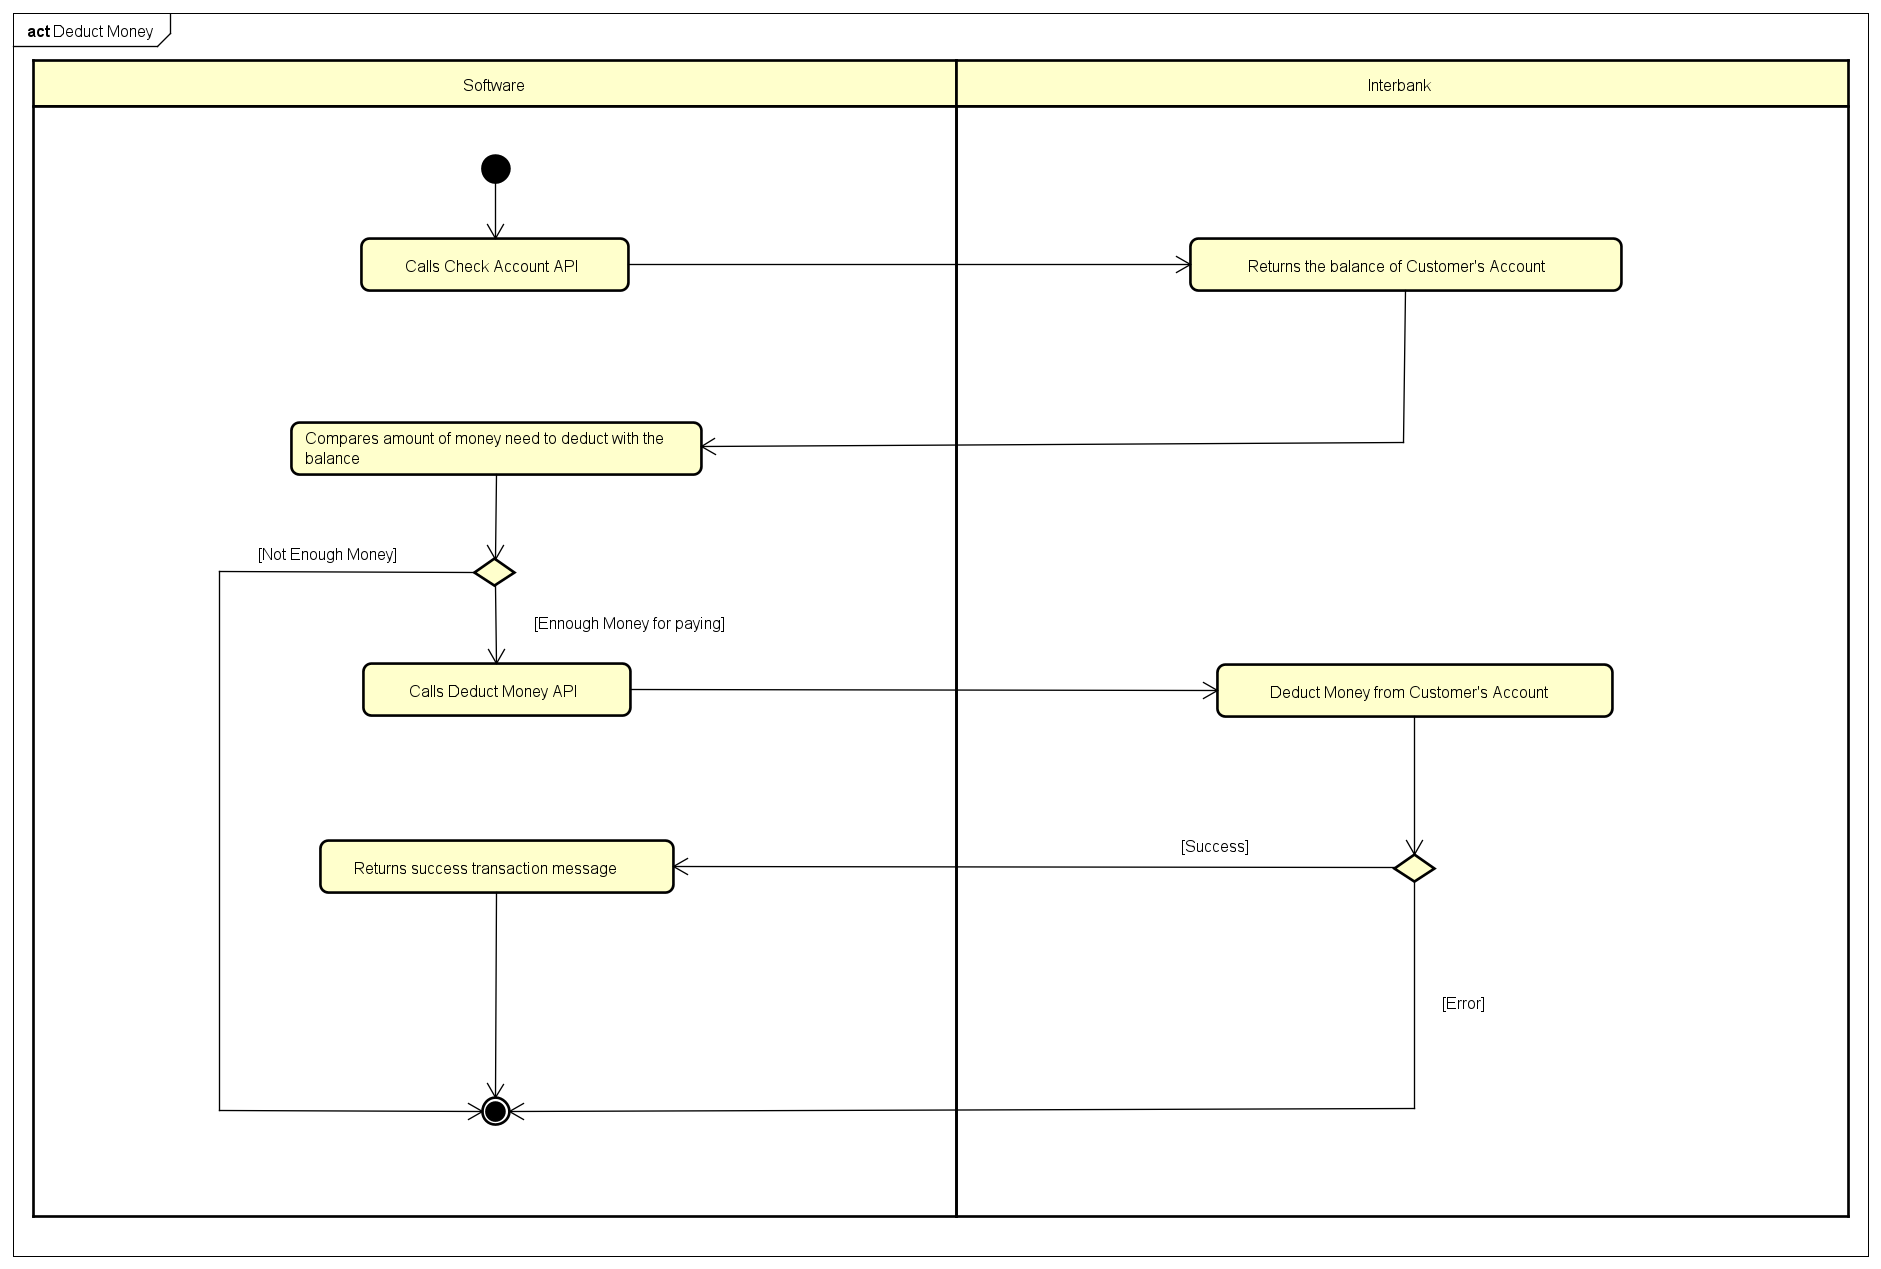 act Deduct Money
Software
Interbank
Calls Check Account API
Returns the balance of Customer's Account
Compares amount of money need to deduct with the
balance
[Not Enough Money]
[Ennough Money for paying]
Calls Deduct Money API
Deduct Money from Customer's Account
[Success]
Returns success transaction message
[Error]